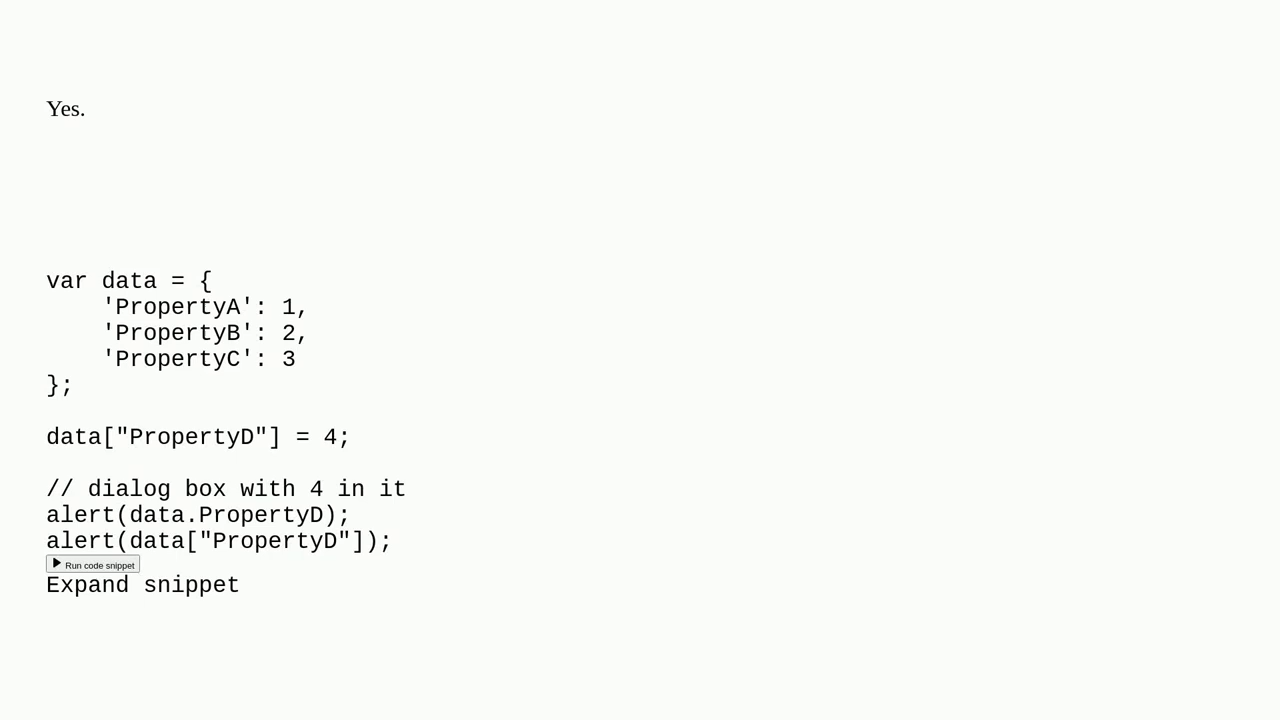 Yes.
var data = {
    'PropertyA': 1,
    'PropertyB': 2,
    'PropertyC': 3
};
data["PropertyD"] = 4;
// dialog box with 4 in it
alert(data.PropertyD);
alert(data["PropertyD"]);
Run code snippet
Expand snippet